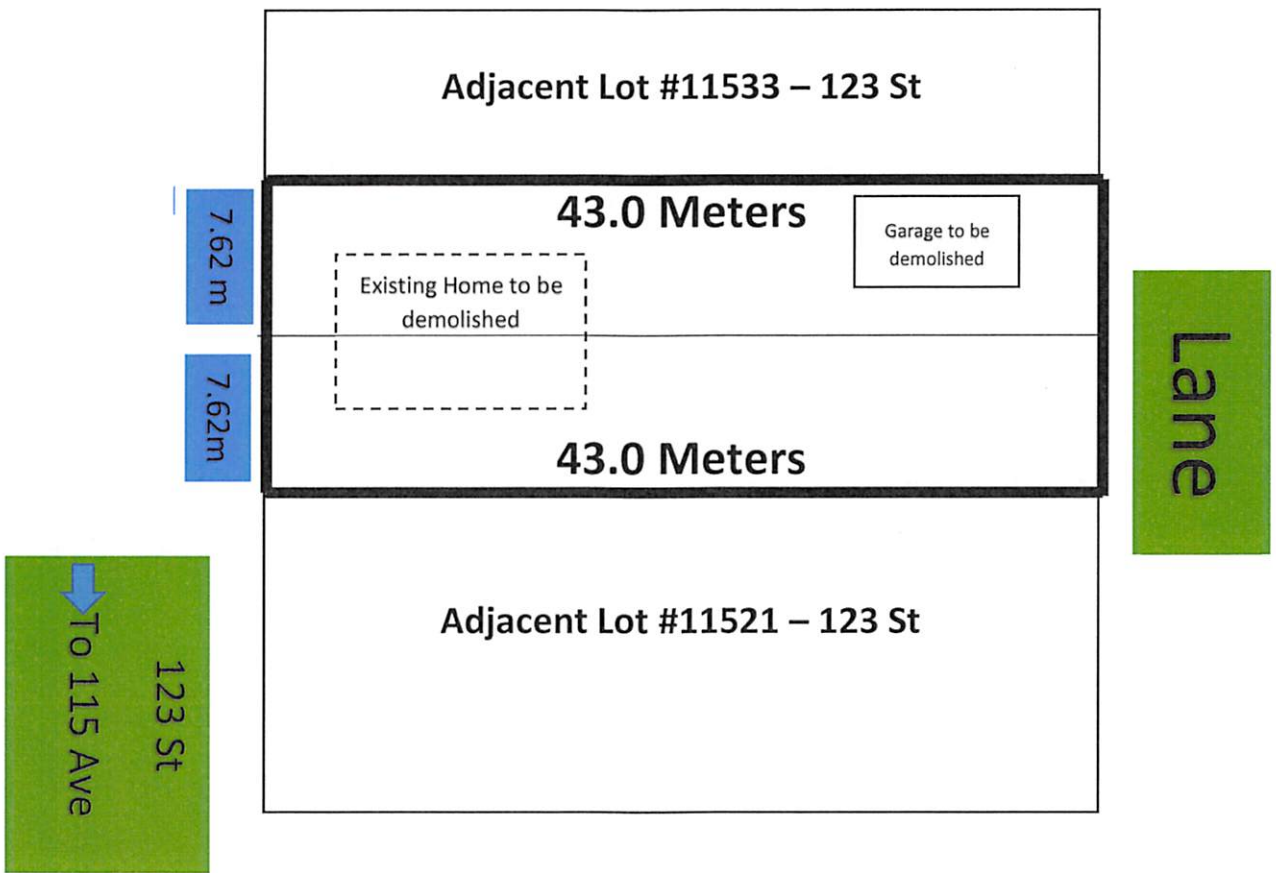 Adjacent Lot #11533 – 123 St
7.62 m
43.0 Meters
Garage to be
demolished
Existing Home to be
demolished
Lane
7.62m
43.0 Meters
123 St
To 115 Ave
Adjacent Lot #11521 – 123 St